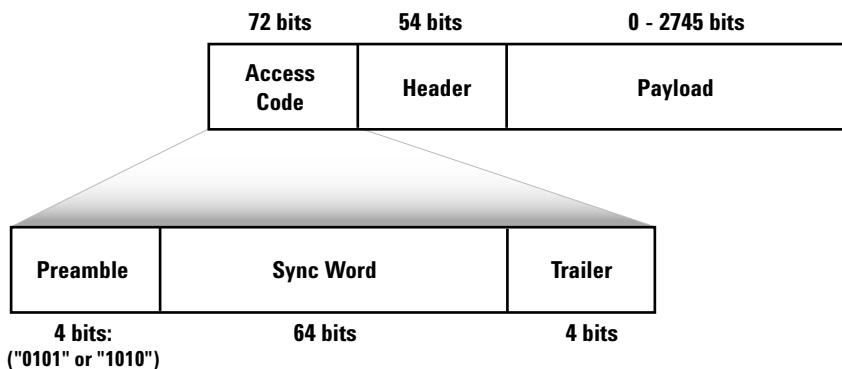 72 bits 54 bits 0 - 2745 bits
Access
Code
Header
Payload
Preamble Sync Word Trailer
4 bits: 64 bits 4 bits
("0101" or "1010")